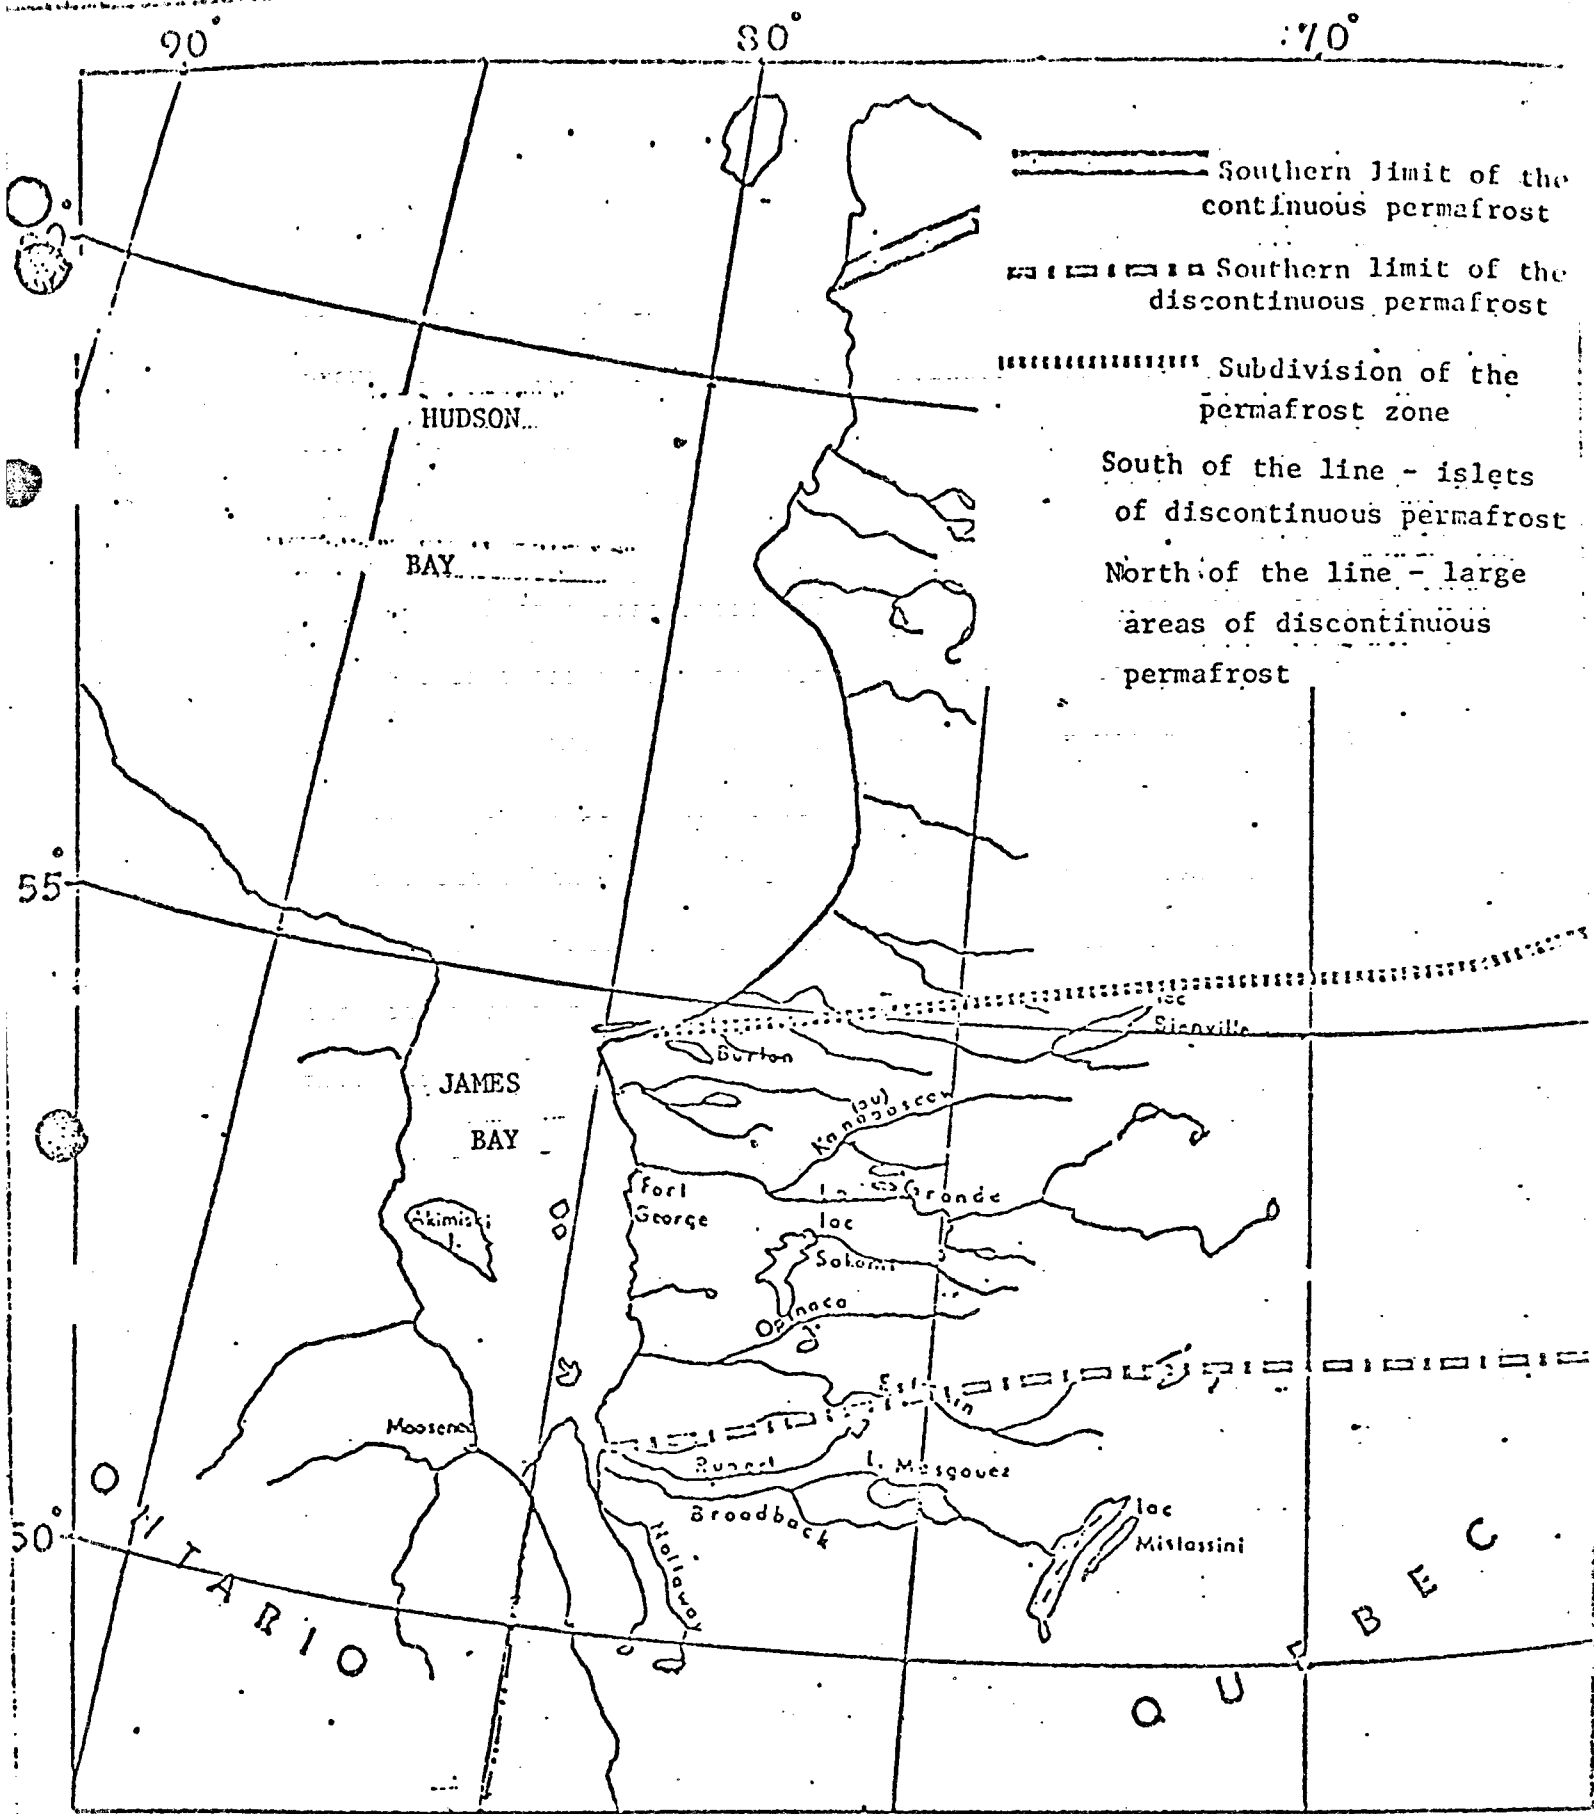 90°
80°
70°
Southern limit of the
continuous permafrost
Southern limit of the
discontinuous permafrost
Subdivision of the
permafrost zone
South of the line - islets
of discontinuous permafrost
North of the line - large
areas of discontinuous
permafrost
HUDSON
BAY
55°
lac
Burton
JAMES
BAY
(ou)
Fort
George
Grande
lac
Akimiski
I.
Opinaca
Moosenee
L. Mesgouez
Broadback
Nottaway
lac
Mistassini
50°
ONTARIO
QUEBEC